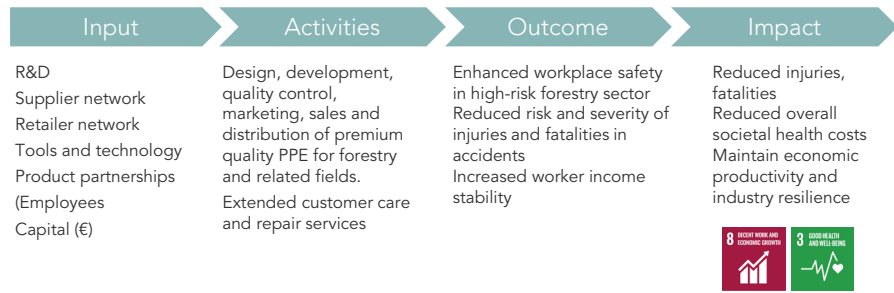 Input
Activities
Outcome
Impact
R&D
Supplier network
Retailer network
Tools and technology
Product partnerships
(Employees
Capital (€)
Design, development,
quality control,
marketing, sales and
distribution of premium
quality PPE for forestry
and related fields.
Extended customer care
and repair services
Enhanced workplace safety
in high-risk forestry sector
Reduced risk and severity of
injuries and fatalities in
accidents
Increased worker income
stability
Reduced injuries,
fatalities
Reduced overall
societal health costs
Maintain economic
productivity and
industry resilience
8 DECENT WORK AND
ECONOMIC GROWTH
3 GOOD HEALTH
AND WELL-BEING